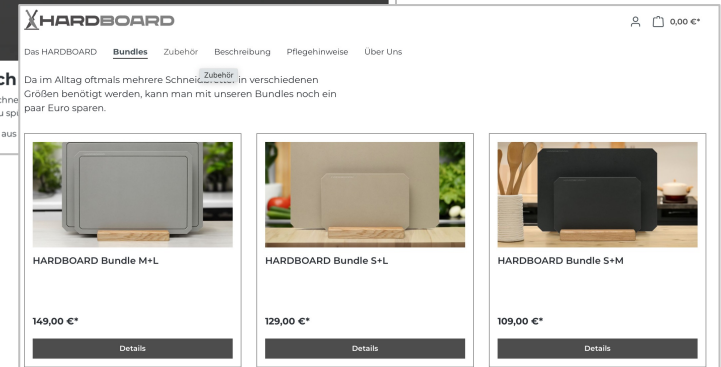 HARDBOARD
0,00 €*
Das HARDBOARD Bundles Zubehör Beschreibung Pflegehinweise Über Uns
Zubehör
ch
Da im Alltag oftmals mehrere in verschiedenen
Größen benötigt werden, kann man mit unseren Bundles noch ein
paar Euro sparen.
aus
HARDBOARD Bundle M+L
HARDBOARD Bundle S+L
HARDBOARD Bundle S+M
149,00 €*
129,00 €*
109,00 €*
Details
Details
Details